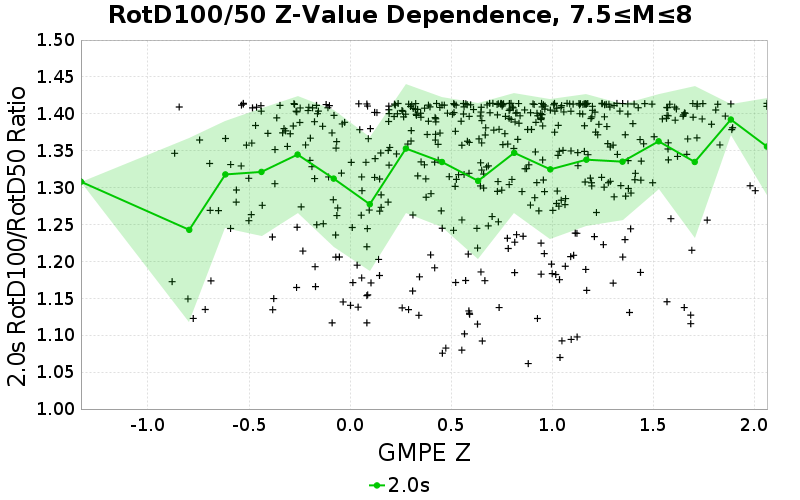 RotD100/50 Z-Value Dependence, 7.5≤M≤8
2.0s RotD100/RotD50 Ratio
1.50
1.45
1.40
1.35
1.30
1.25
1.20
1.15
1.10
1.05
1.00
-1.0 -0.5 0.0 0.5 1.0 1.5 2.0
GMPE Z
2.0s